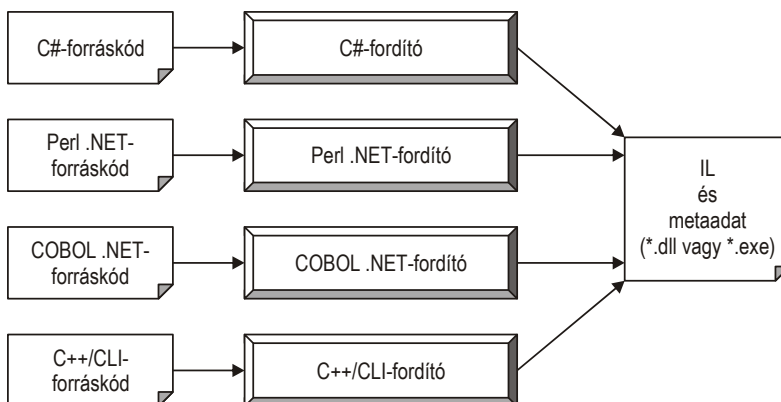 C#-forráskód
C#-fordító
Perl .NET-
forráskód
Perl .NET-fordító
COBOL .NET-
forráskód
COBOL .NET-fordító
C++/CLI-
forráskód
C++/CLI-fordító
IL
és
metaadat
(*.dll vagy *.exe)